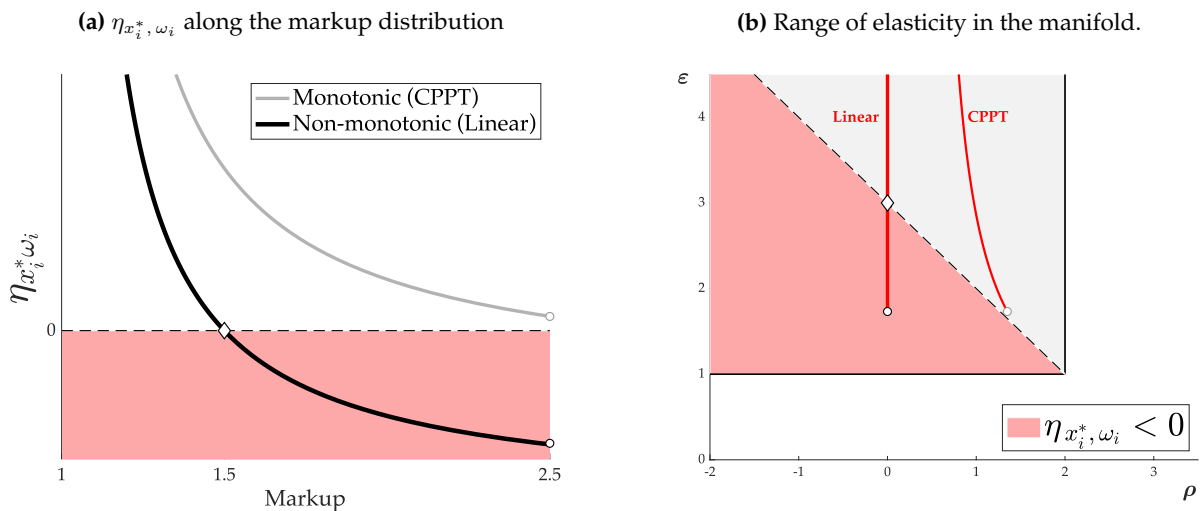 (a) η_{x_i^*, ω_i} along the markup distribution
Monotonic (CPPT)
Non-monotonic (Linear)
η_{x_i^* ω_i}
0
1
1.5
2.5
Markup
(b) Range of elasticity in the manifold.
ε
4
3
2
1
0
Linear
CPPT
η_{x_i^*, ω_i} < 0
-2
-1
0
1
2
3
ρ